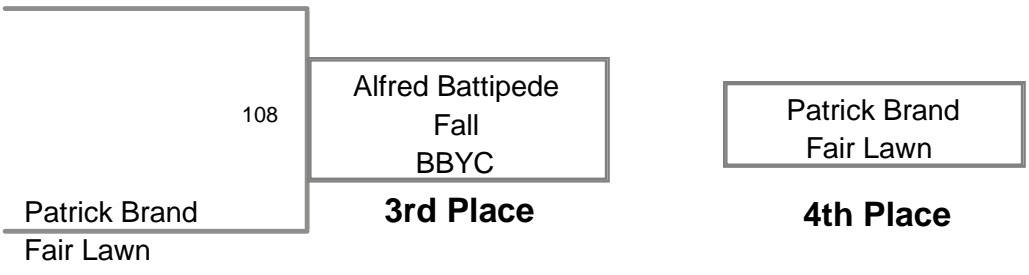 108
Alfred Battipede
Fall
BBYC
3rd Place
Patrick Brand
Fair Lawn
4th Place
Patrick Brand
Fair Lawn